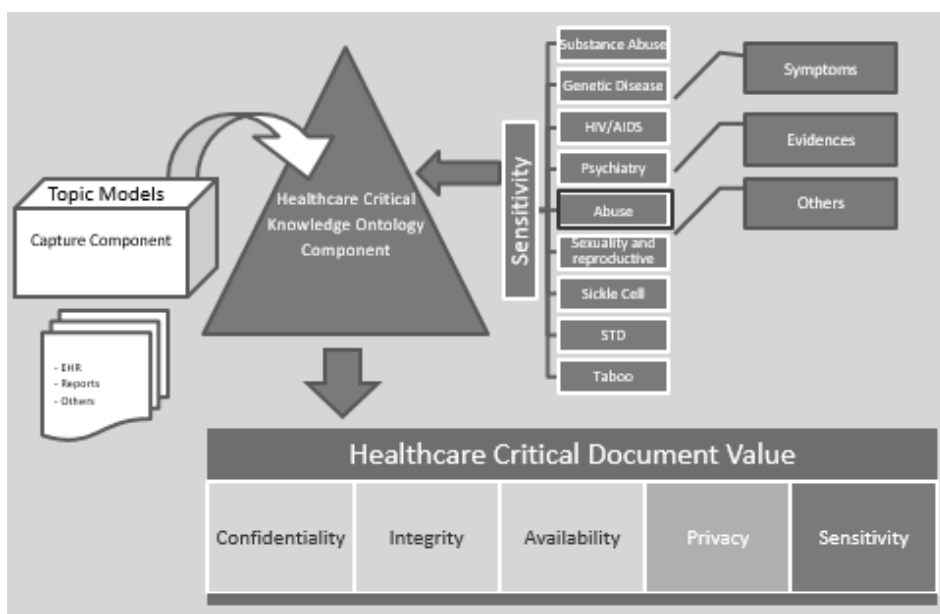 Topic Models
Capture Component
- EHR
- Reports
- Others
Healthcare Critical
Knowledge Ontology
Component
Sensitivity
Substance Abuse
Genetic Disease
HIV/AIDS
Psychiatry
Abuse
Sexuality and
reproductive
Sickle Cell
STD
Taboo
Symptoms
Evidences
Others
Healthcare Critical Document Value
Confidentiality
Integrity
Availability
Privacy
Sensitivity